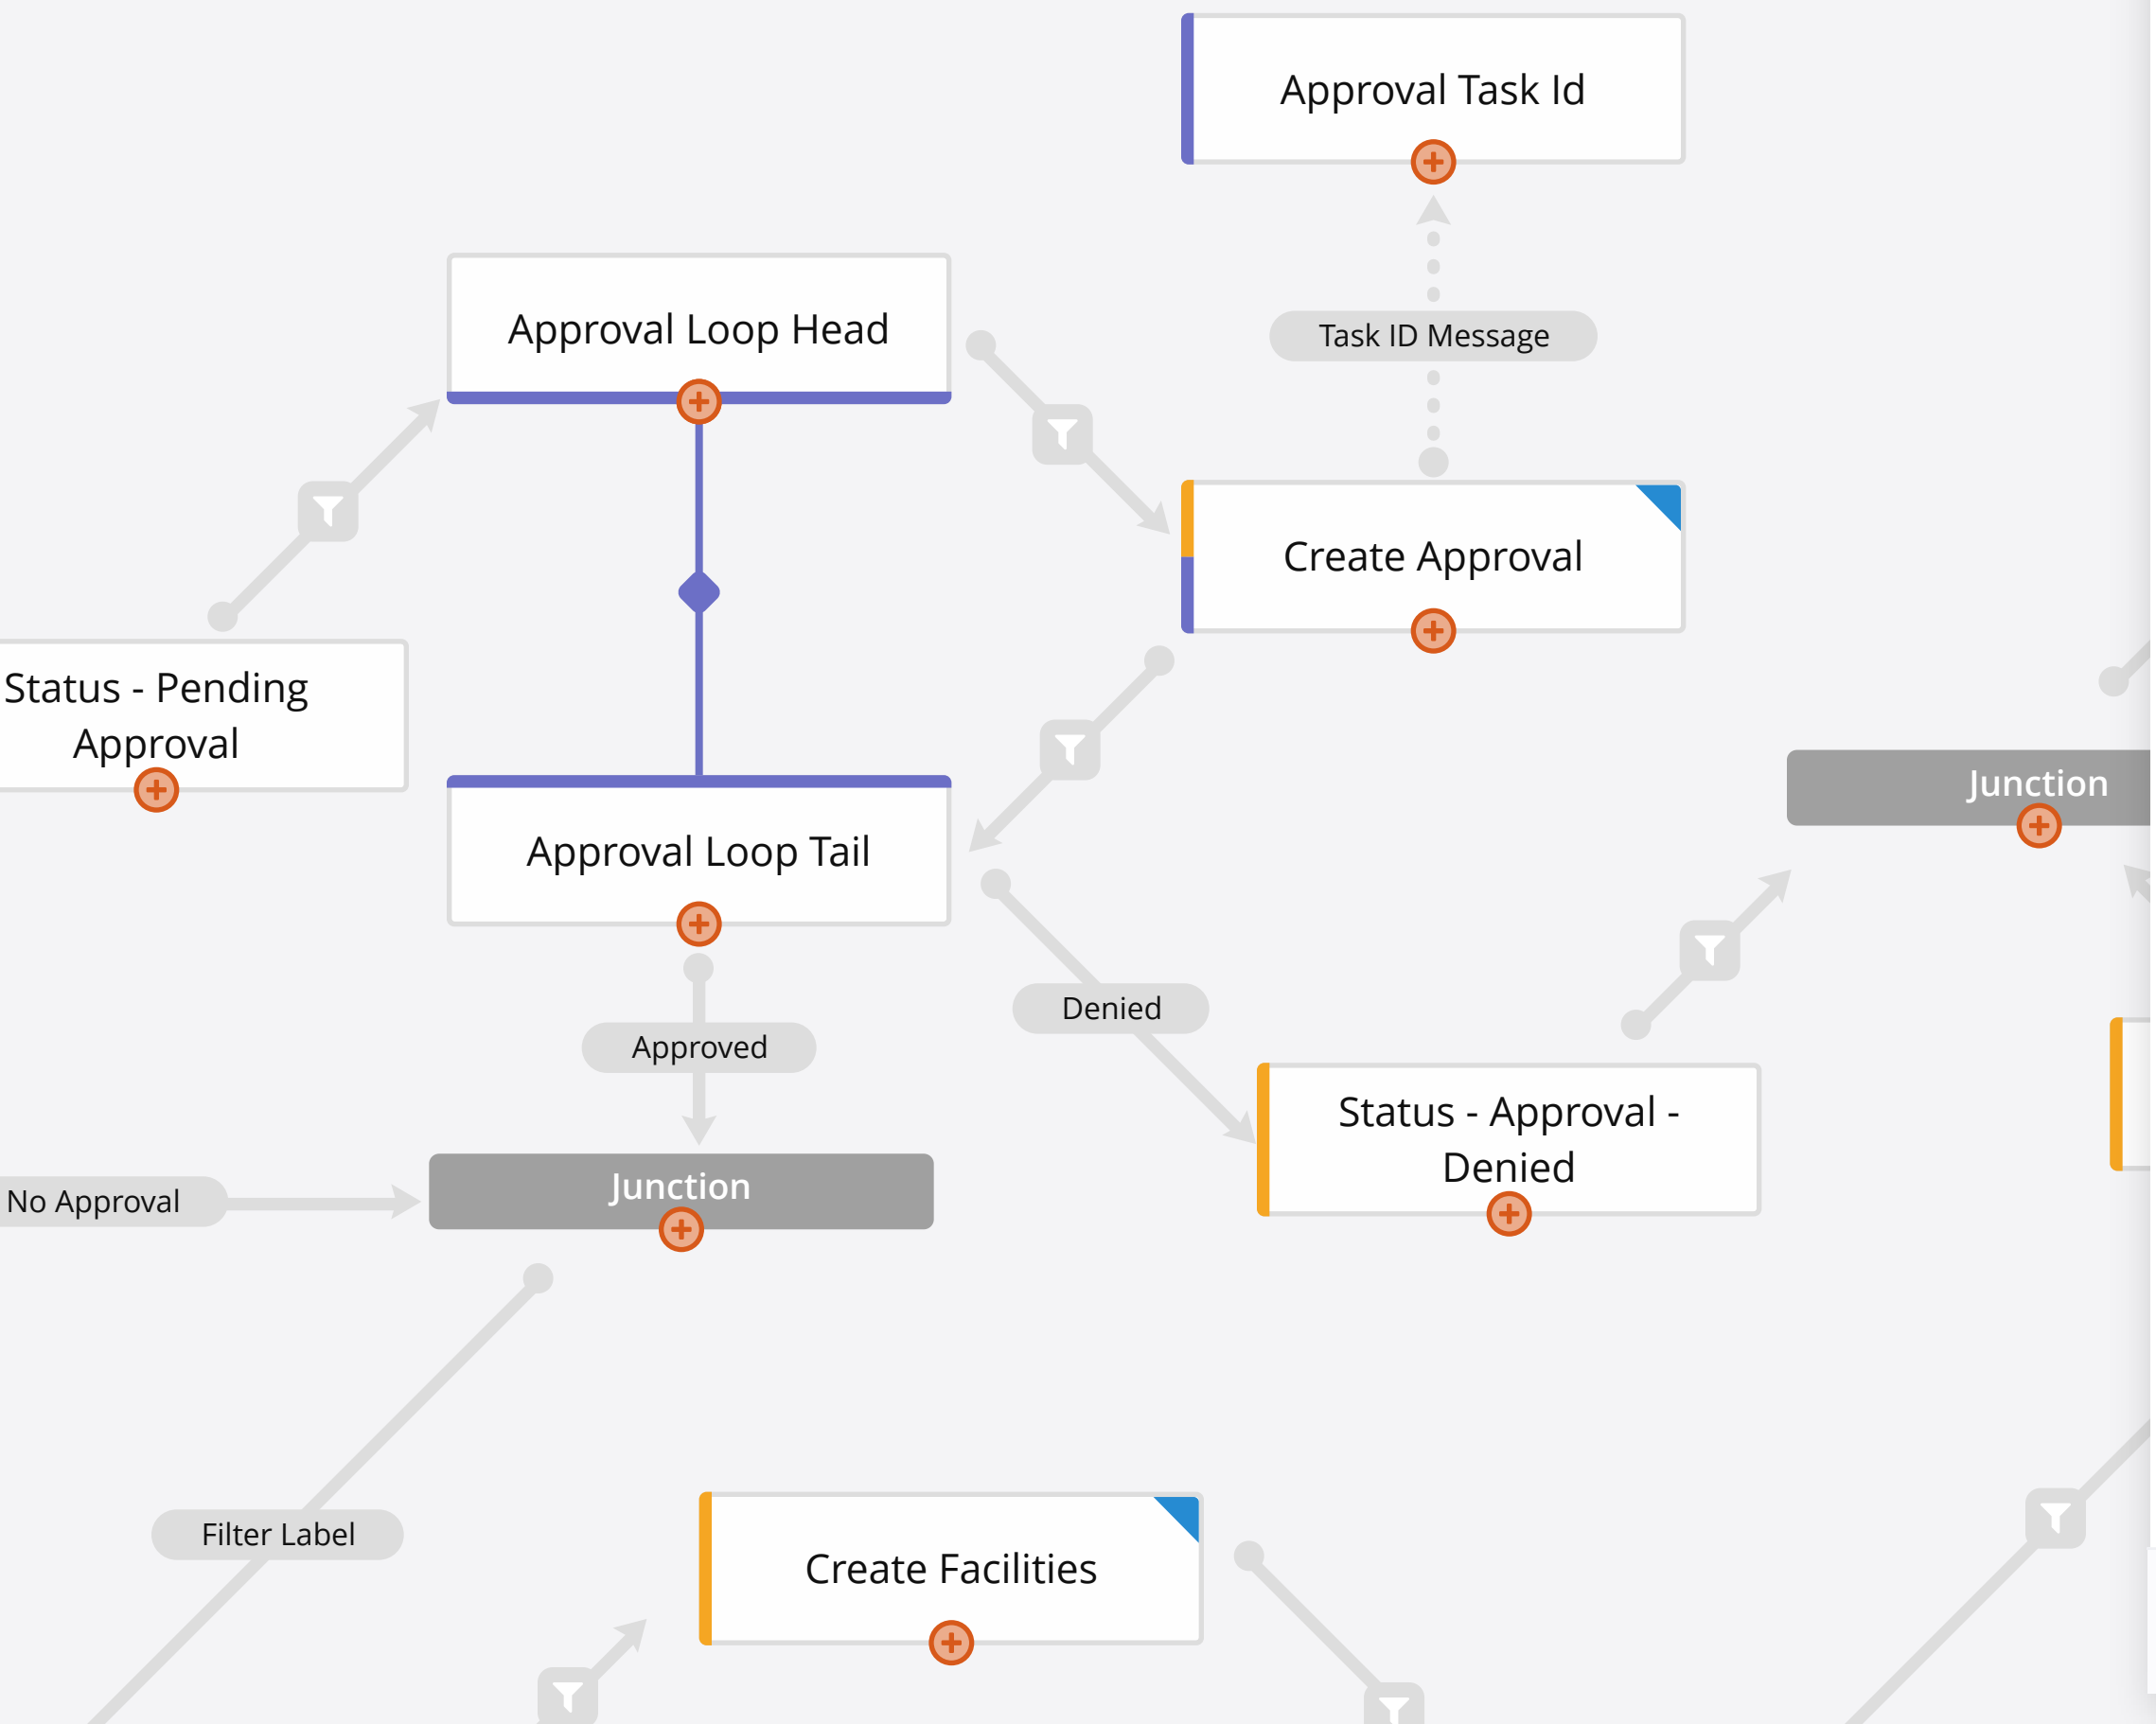 Approval Task Id
Approval Loop Head
Task ID Message
Create Approval
Status - Pending
Approval
Junction
Approval Loop Tail
Denied
Approved
Status - Approval -
Denied
Junction
No Approval
Filter Label
Create Facilities